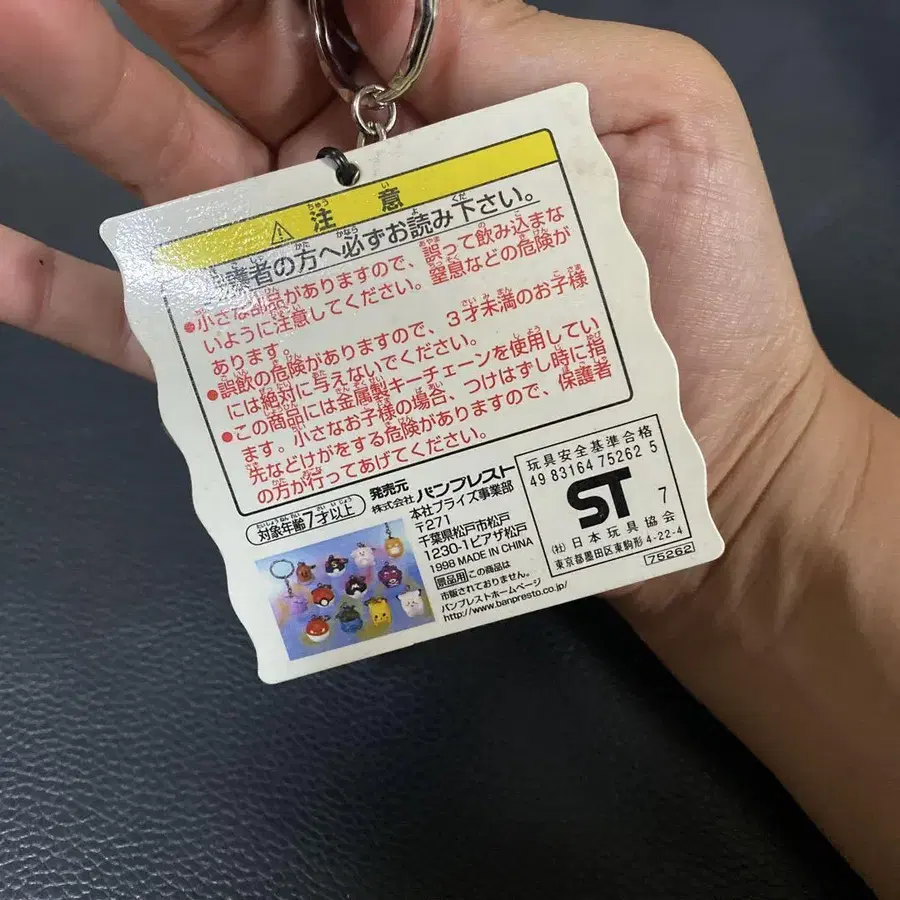 ⚠ 注意
保護者の方へ必ずお読み下さい。
●小さな部品がありますので、誤って飲み込まな
いように注意してください。窒息などの危険が
あります。
●誤飲の危険がありますので、3才未満のお子様
には絶対に与えないでください。
●この商品には金属製キーチェーンを使用してい
ます。小さなお子様の場合、つけはずし時に指
先などけがをする危険がありますので、保護者
の方が行ってあげてください。
対象年齢7才以上
発売元
株式会社 バンプレスト
本社プライズ事業部
〒271
千葉県松戸市松戸
1230-1ピアザ松戸
1998 MADE IN CHINA
景品用 この商品は
市販されておりません。
バンプレストホームページ
http://www.banpresto.co.jp/
玩具安全基準合格
49 83164 75262 5
ST 7
(社)日本玩具協会
東京都墨田区東駒形4-22-4
75262